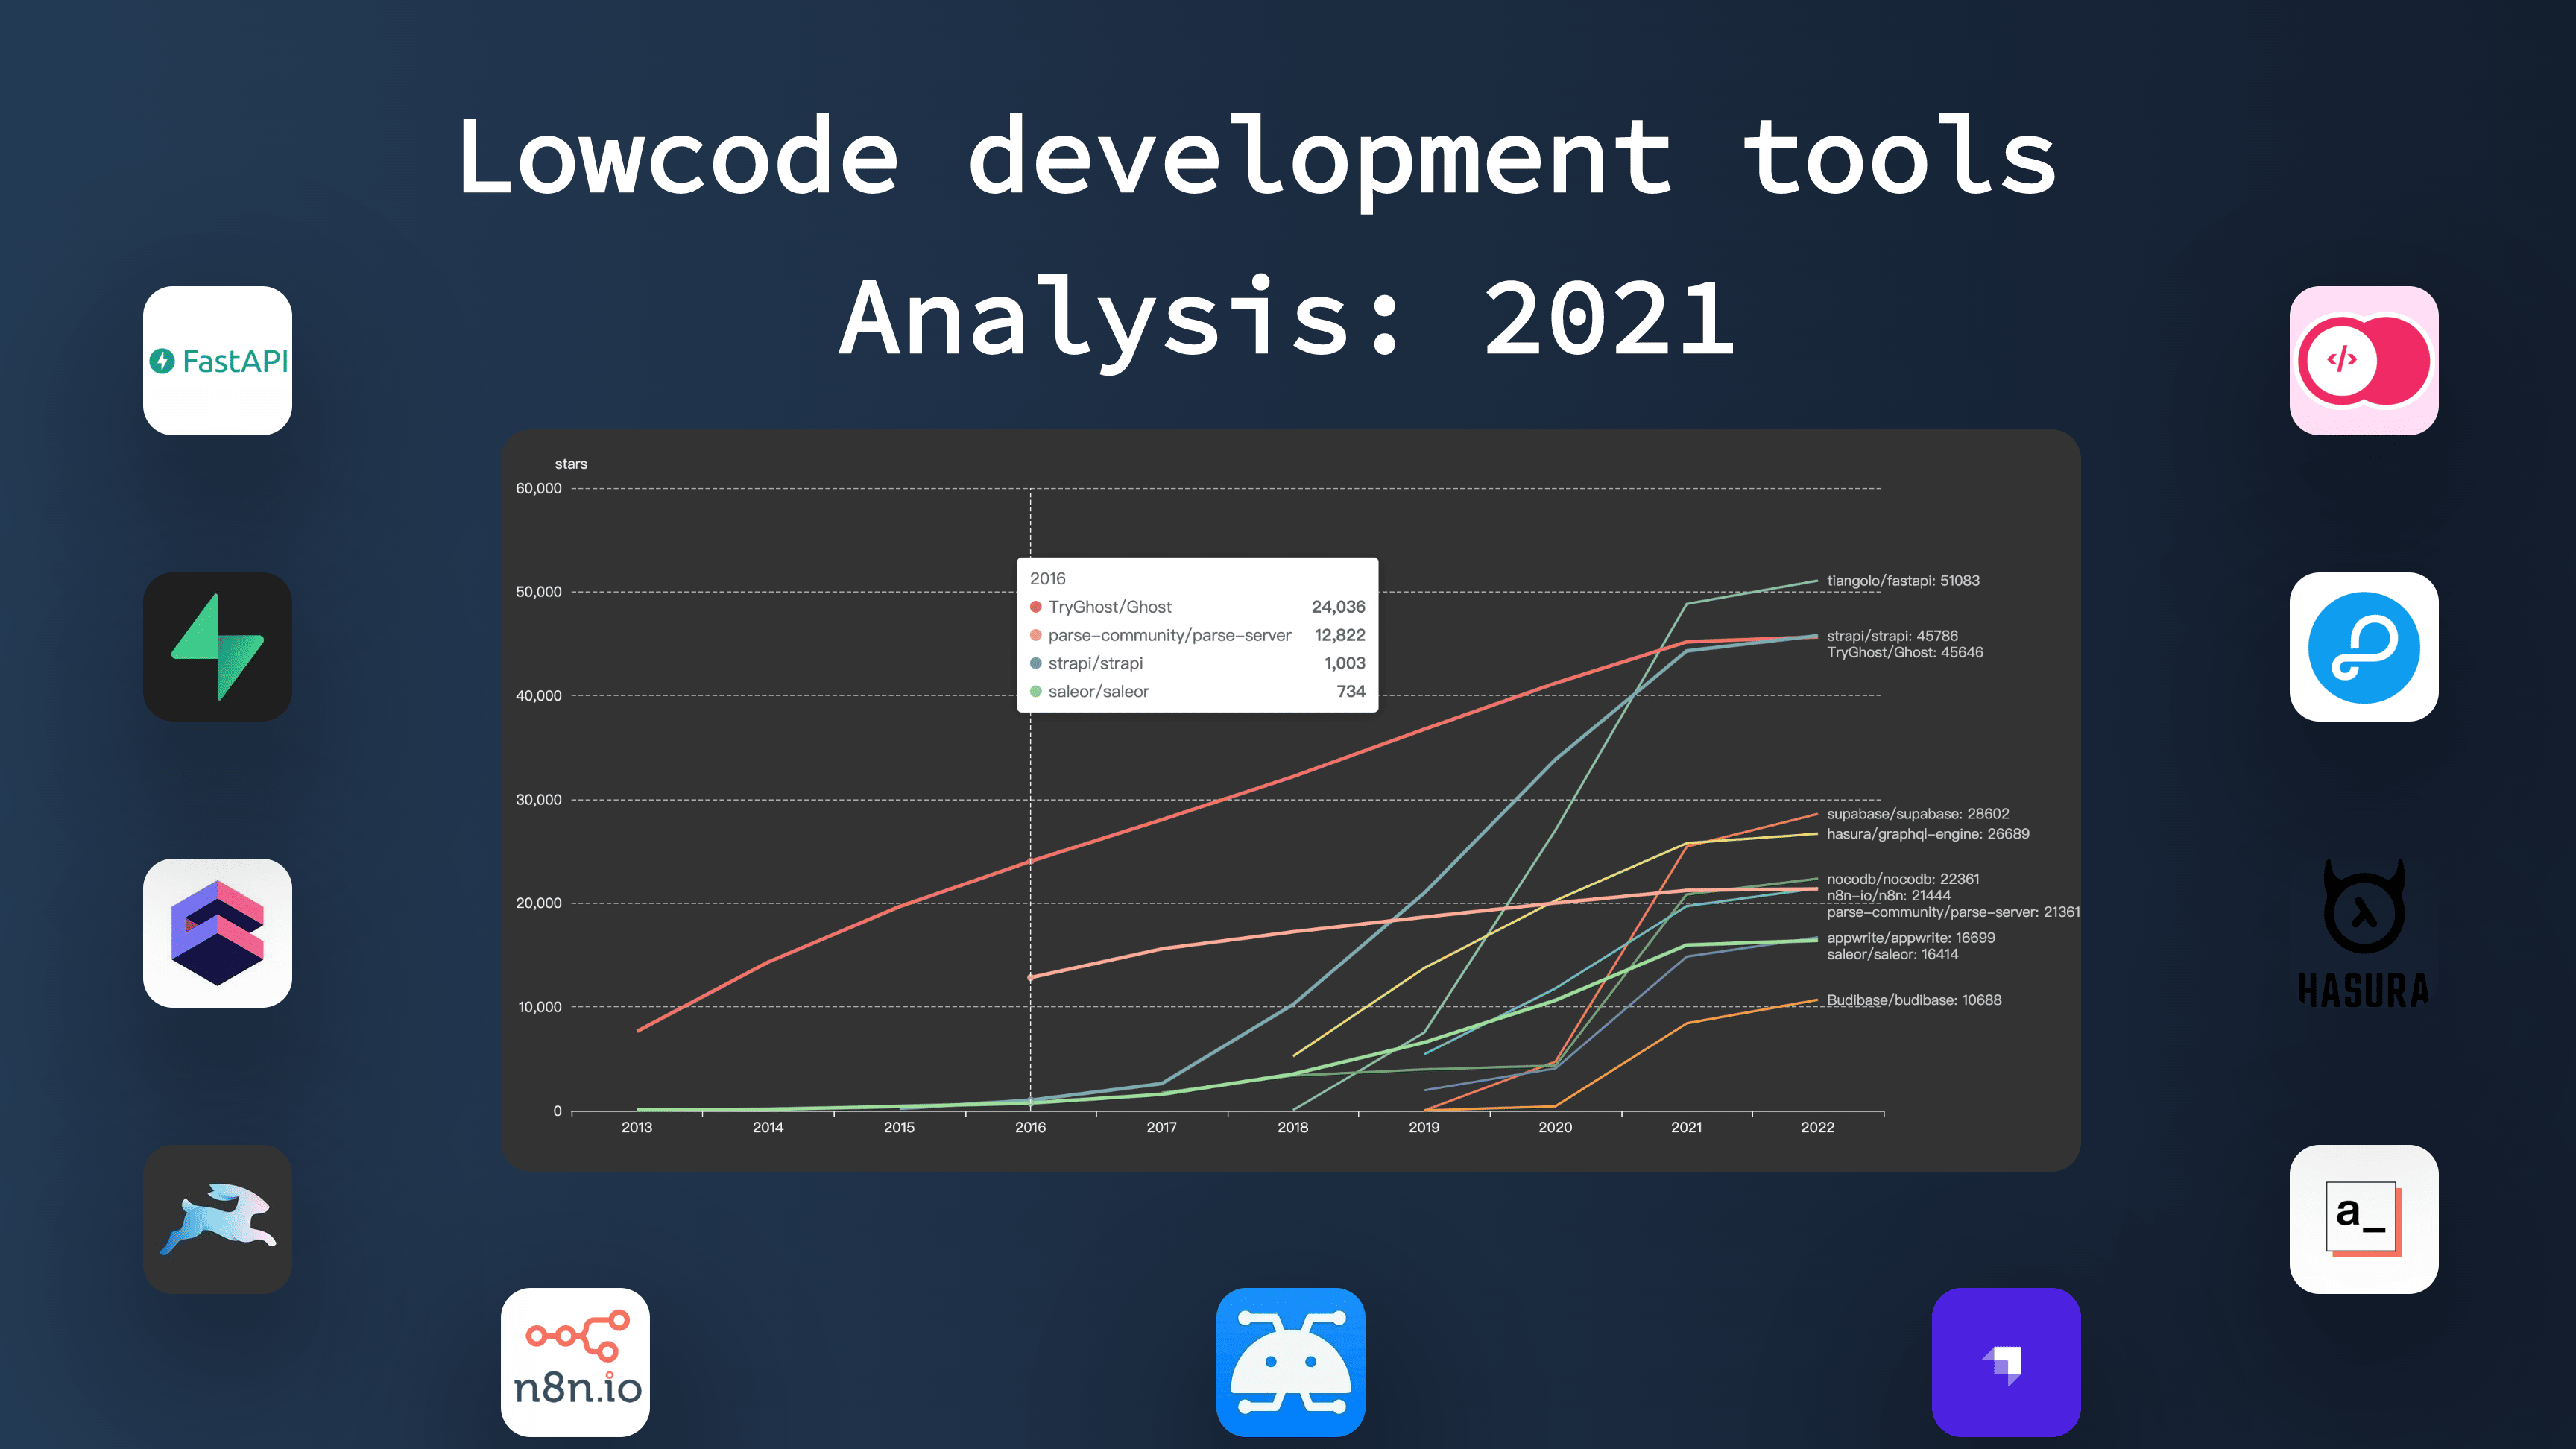 Lowcode development tools
Analysis: 2021
FastAPI
</>
stars
60,000
50,000
40,000
30,000
20,000
10,000
0
2016
TryGhost/Ghost 24,036
parse-community/parse-server 12,822
strapi/strapi 1,003
saleor/saleor 734
tiangolo/fastapi: 51083
strapi/strapi: 45786
TryGhost/Ghost: 45646
supabase/supabase: 28602
hasura/graphql-engine: 26689
nocodb/nocodb: 22361
n8n-io/n8n: 21444
parse-community/parse-server: 21361
appwrite/appwrite: 16699
saleor/saleor: 16414
Budibase/budibase: 10688
2013 2014 2015 2016 2017 2018 2019 2020 2021 2022
HASURA
a_
n8n.io